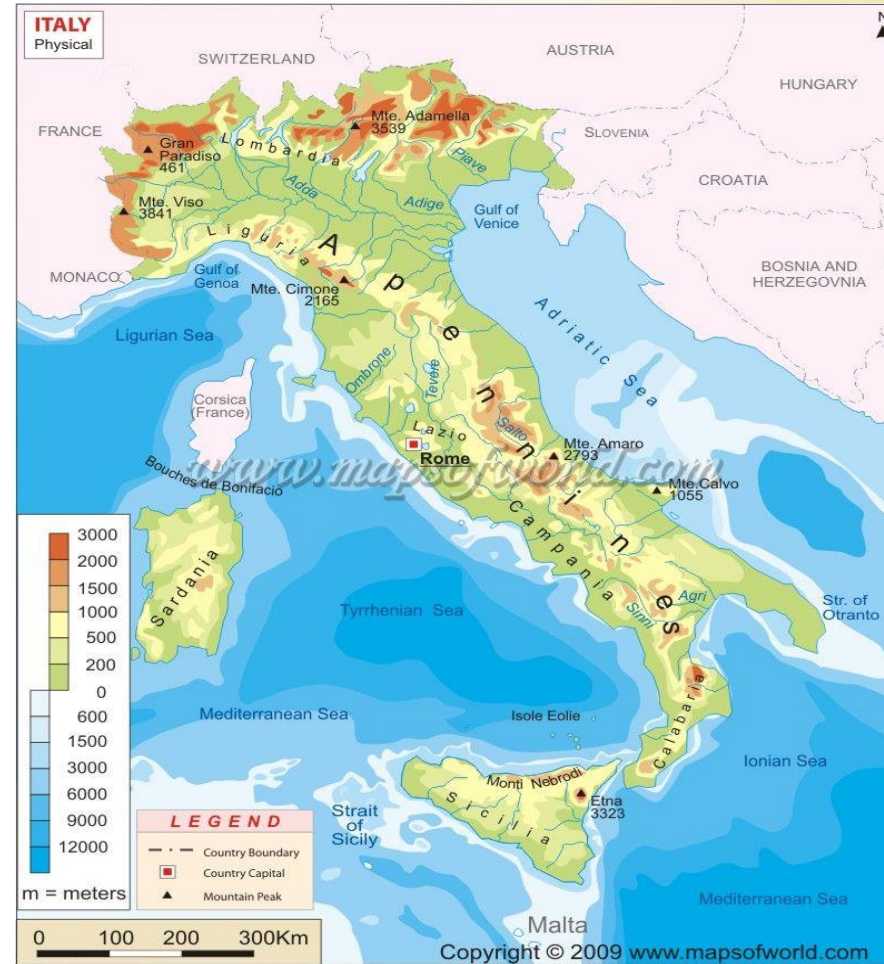 ITALY
Physical
N
SWITZERLAND
AUSTRIA
HUNGARY
FRANCE
SLOVENIA
CROATIA
BOSNIA AND
HERZEGOVNIA
MONACO
Mte. Adamella
3539
Gran
Paradiso
461
Lombardia
Piave
Adda
Adige
Mte. Viso
3841
Gulf of
Venice
Liguria
Gulf of
Genoa
Mte. Cimone
2165
Apennines
Adriatic Sea
Ligurian Sea
Ombrone
Tevere
Corsica
(France)
Salto
Lazio
Rome
Mte. Amaro
2793
www.mapsofworld.com
Mte.Calvo
1055
Bouches de Bonifacio
Campania
Sardania
Tyrrhenian Sea
Sinni
Agri
Str. of
Otranto
Mediterranean Sea
Isole Eolie
Calabaria
Ionian Sea
Monti Nebrodi
Etna
3323
Sicilia
Strait
of
Sicily
Mediterranean Sea
Malta
3000
2000
1500
1000
500
200
0
600
1500
3000
6000
9000
12000
m = meters
LEGEND
Country Boundary
Country Capital
Mountain Peak
0 100 200 300Km
Copyright © 2009 www.mapsofworld.com